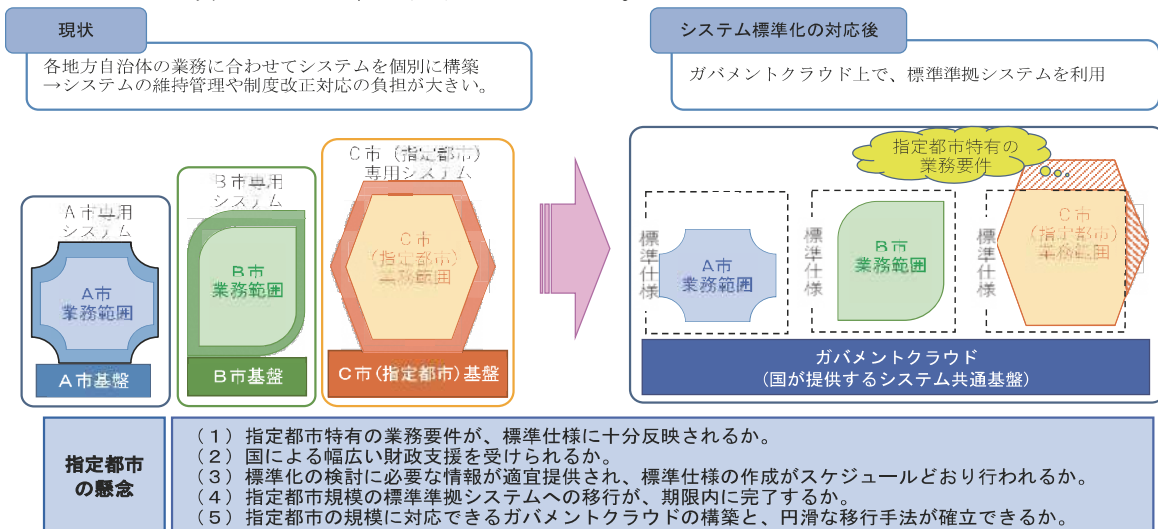 現状
各地方自治体の業務に合わせてシステムを個別に構築
→システムの維持管理や制度改正対応の負担が大きい。
A市専用
システム
A市
業務範囲
A市基盤
B市専用
システム
B市
業務範囲
B市基盤
C市(指定都市)
専用システム
C市
(指定都市)
業務範囲
C市(指定都市)基盤
システム標準化の対応後
ガバメントクラウド上で、標準準拠システムを利用
指定都市特有の
業務要件
標準仕様
A市
業務範囲
標準仕様
B市
業務範囲
標準仕様
C市
(指定都市)
業務範囲
ガバメントクラウド
(国が提供するシステム共通基盤)
指定都市
の懸念
(1)指定都市特有の業務要件が、標準仕様に十分反映されるか。
(2)国による幅広い財政支援を受けられるか。
(3)標準化の検討に必要な情報が適宜提供され、標準仕様の作成がスケジュールどおり行われるか。
(4)指定都市規模の標準準拠システムへの移行が、期限内に完了するか。
(5)指定都市の規模に対応できるガバメントクラウドの構築と、円滑な移行手法が確立できるか。